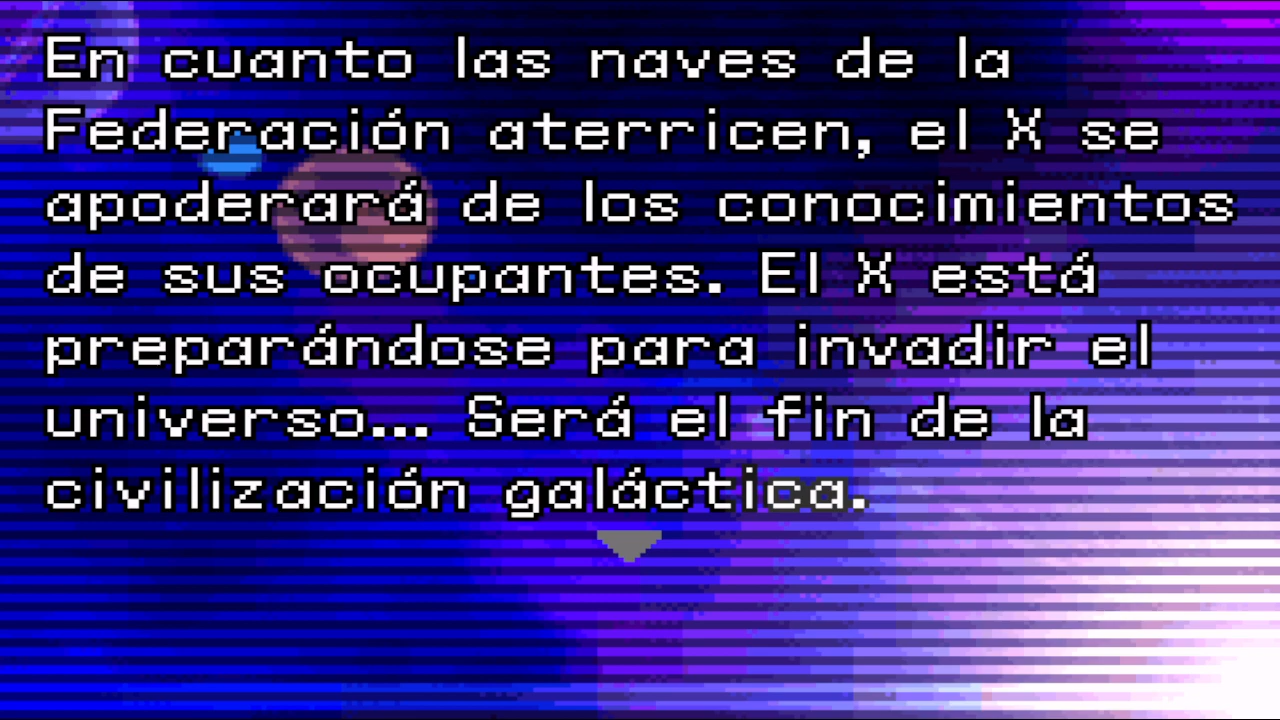 En cuanto las naves de la
Federación aterricen, el X se
apoderará de los conocimientos
de sus ocupantes. El X está
preparándose para invadir el
universo... Será el fin de la
civilización galáctica.